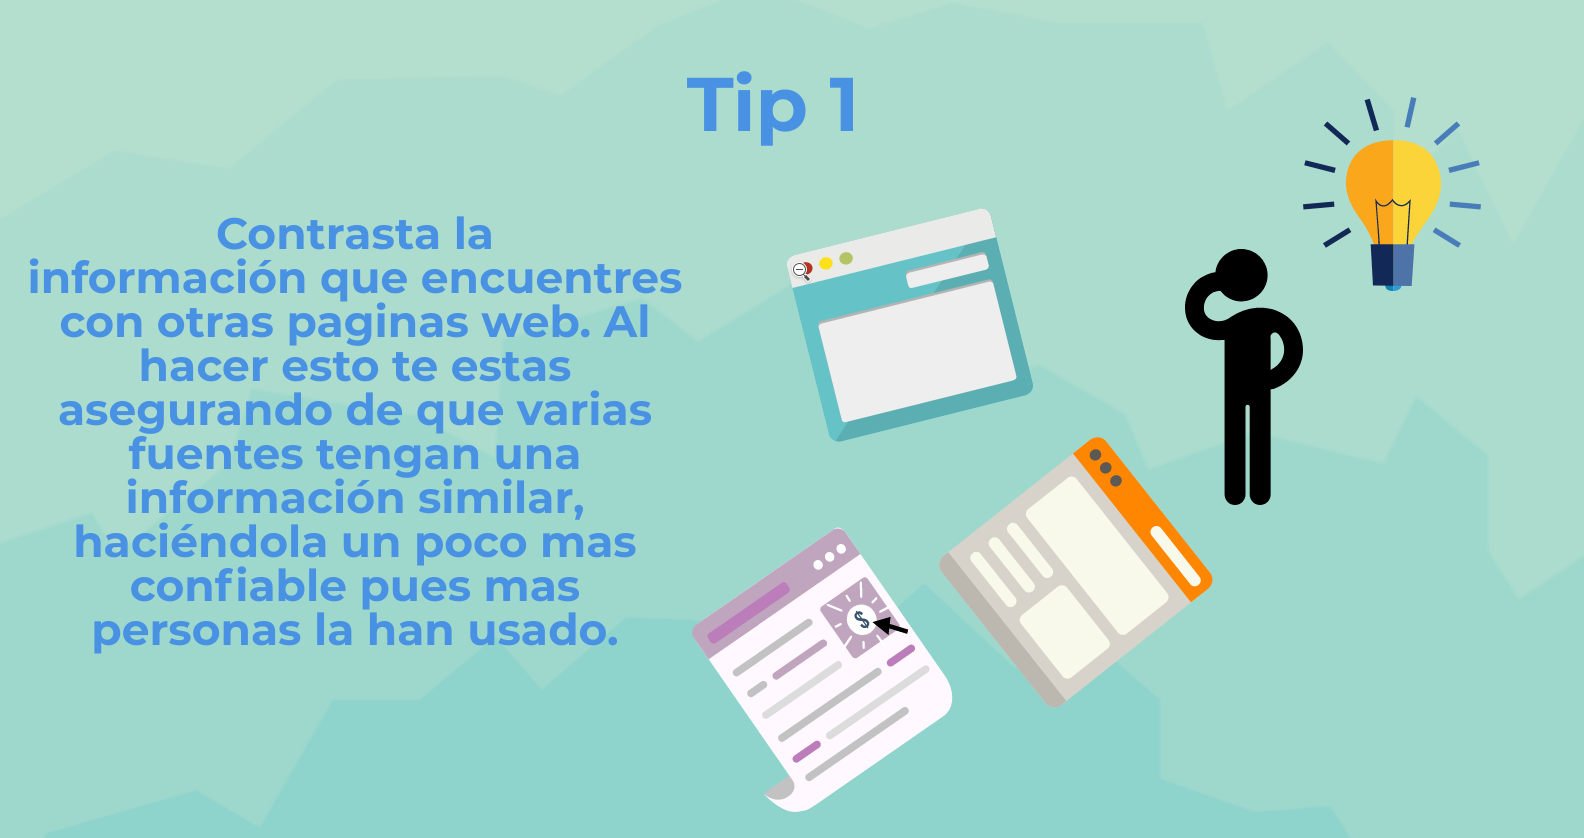 Tip 1
Contrasta la
información que encuentres
con otras paginas web. Al
hacer esto te estas
asegurando de que varias
fuentes tengan una
información similar,
haciéndola un poco mas
confiable pues mas
personas la han usado.
$